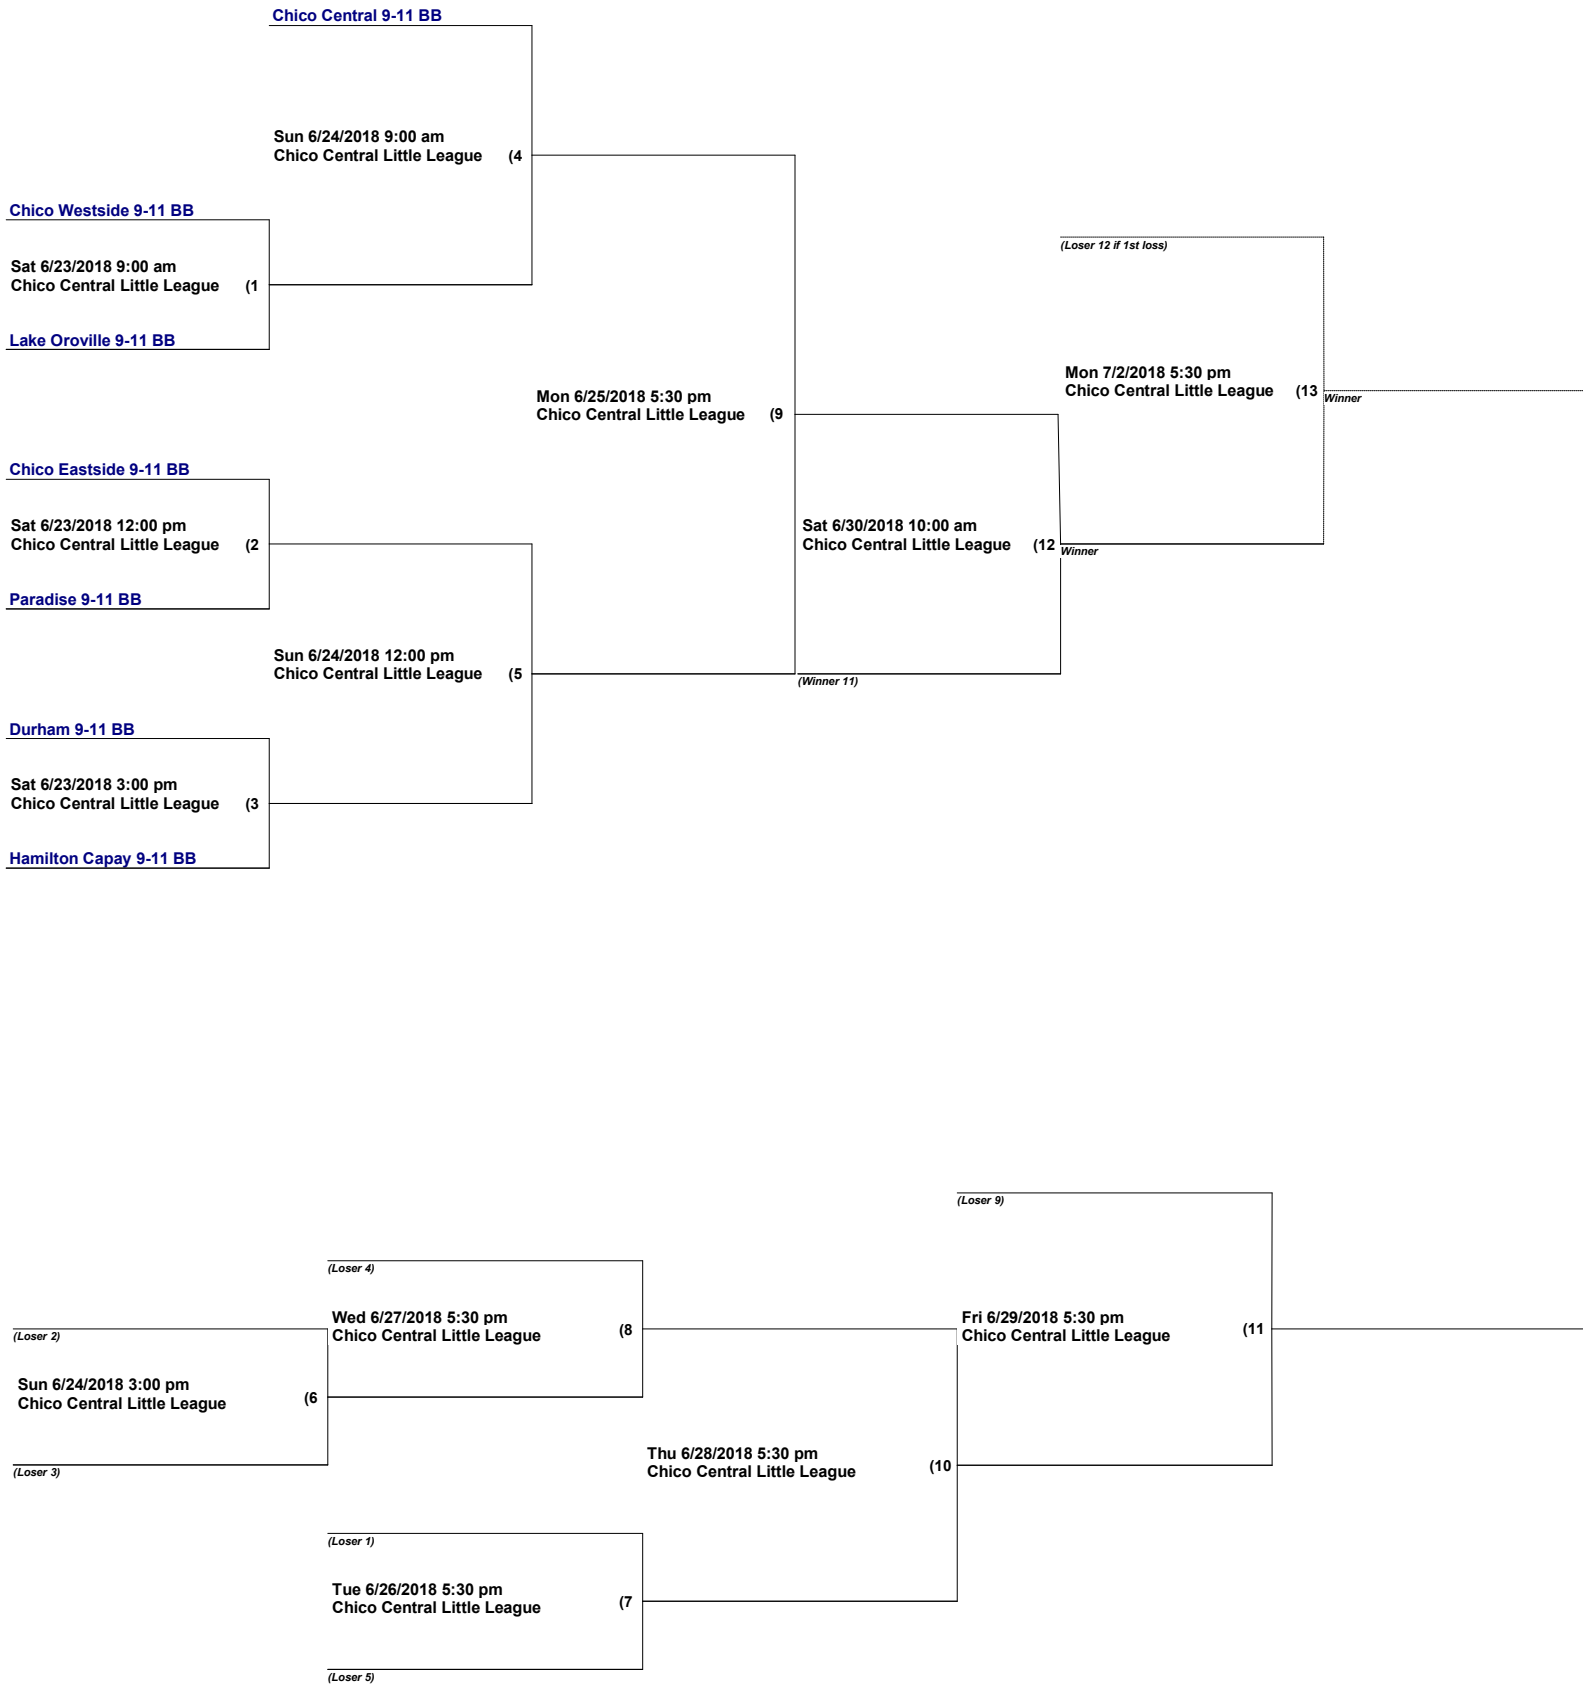 Chico Central 9-11 BB
Sun 6/24/2018 9:00 am
Chico Central Little League (4
Chico Westside 9-11 BB
(Loser 12 if 1st loss)
Sat 6/23/2018 9:00 am
Chico Central Little League (1
Lake Oroville 9-11 BB
Mon 7/2/2018 5:30 pm
Chico Central Little League (13
Winner
Mon 6/25/2018 5:30 pm
Chico Central Little League (9
Chico Eastside 9-11 BB
Sat 6/23/2018 12:00 pm
Chico Central Little League (2
Sat 6/30/2018 10:00 am
Chico Central Little League (12
Winner
Paradise 9-11 BB
Sun 6/24/2018 12:00 pm
Chico Central Little League (5
(Winner 11)
Durham 9-11 BB
Sat 6/23/2018 3:00 pm
Chico Central Little League (3
Hamilton Capay 9-11 BB
(Loser 9)
(Loser 4)
Wed 6/27/2018 5:30 pm
Chico Central Little League (8
Fri 6/29/2018 5:30 pm
Chico Central Little League (11
(Loser 2)
Sun 6/24/2018 3:00 pm
Chico Central Little League (6
Thu 6/28/2018 5:30 pm
Chico Central Little League (10
(Loser 3)
(Loser 1)
Tue 6/26/2018 5:30 pm
Chico Central Little League (7
(Loser 5)